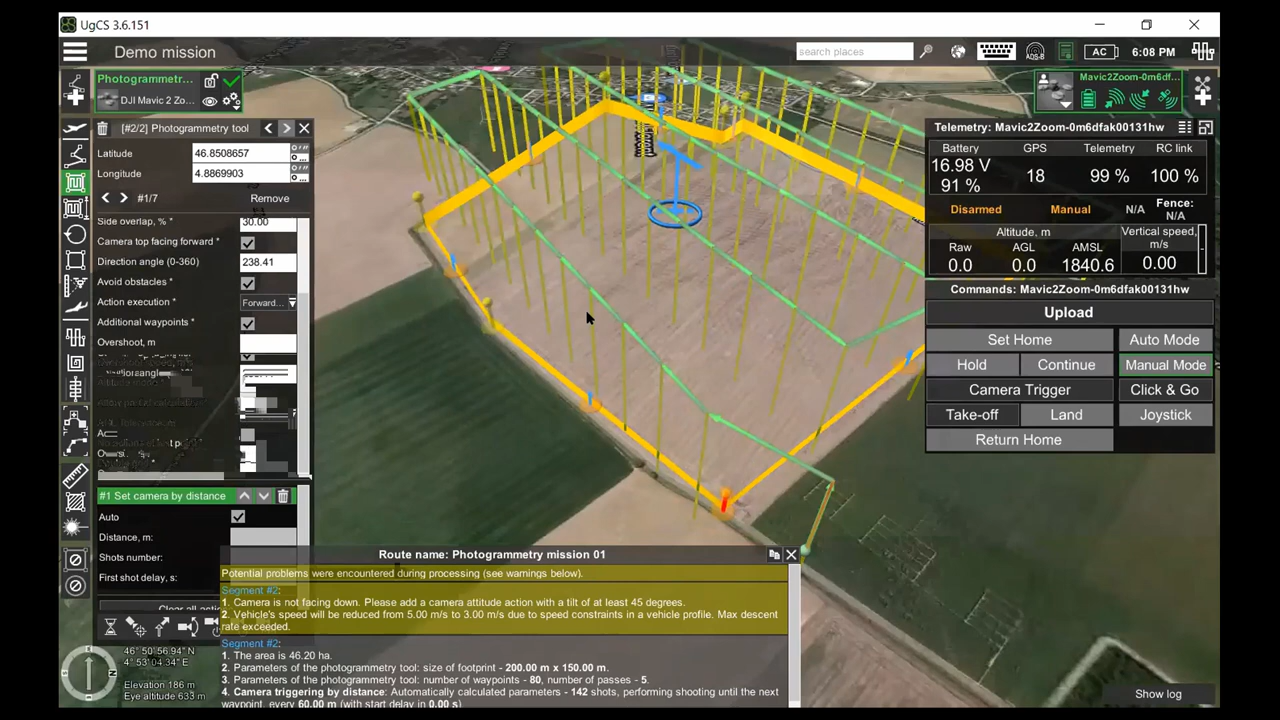 UgCS 3.6.151
Demo mission
search places
ADS-B
AC
6:08 PM
Photogrammetr...
DJI Mavic 2 Zo...
Mavic2Zoom-0m6df...
[#2/2] Photogrammetry tool
Latitude 46.8508657
Longitude 4.8869903
#1/7 Remove
Side overlap, % * 30.00
Camera top facing forward *
Direction angle (0-360) 238.41
Avoid obstacles *
Action execution * Forward...
Additional waypoints *
Overshoot, m
#1 Set camera by distance
Auto
Distance, m:
Shots number:
First shot delay, s:
Telemetry: Mavic2Zoom-0m6dfak00131hw
Battery GPS Telemetry RC link
16.98 V
91 % 18 99 % 100 %
Disarmed Manual N/A Fence: N/A
Altitude, m Vertical speed, m/s
Raw AGL AMSL
0.0 0.0 1840.6 0.00
Commands: Mavic2Zoom-0m6dfak00131hw
Upload
Set Home Auto Mode
Hold Continue Manual Mode
Camera Trigger Click & Go
Take-off Land Joystick
Return Home
Route name: Photogrammetry mission 01
Potential problems were encountered during processing (see warnings below).
Segment #2:
1. Camera is not facing down. Please add a camera attitude action with a tilt of at least 45 degrees.
2. Vehicle's speed will be reduced from 5.00 m/s to 3.00 m/s due to speed constraints in a vehicle profile. Max descent
rate exceeded.
Segment #2:
1. The area is 46.20 ha.
2. Parameters of the photogrammetry tool: size of footprint - 200.00 m x 150.00 m.
3. Parameters of the photogrammetry tool: number of waypoints - 80, number of passes - 5.
4. Camera triggering by distance: Automatically calculated parameters - 142 shots, performing shooting until the next
waypoint, every 60.00 m (with start delay in 0.00 s)
46° 50'56.94" N
4° 53'04.34" E
Elevation 186 m
Eye altitude 633 m
Show log